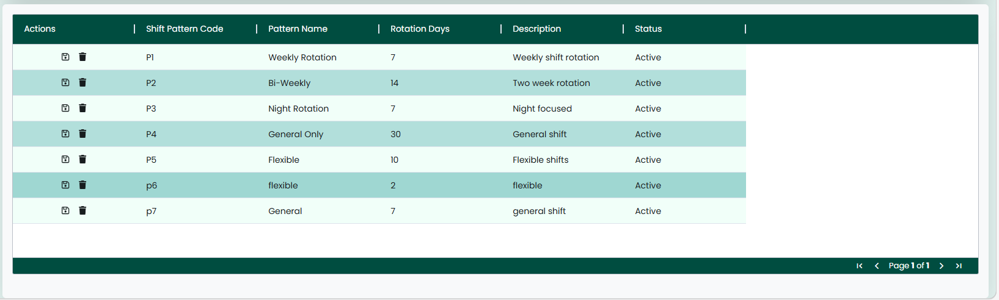 Actions | Shift Pattern Code | Pattern Name | Rotation Days | Description | Status |
P1 Weekly Rotation 7 Weekly shift rotation Active
P2 Bi-Weekly 14 Two week rotation Active
P3 Night Rotation 7 Night focused Active
P4 General Only 30 General shift Active
P5 Flexible 10 Flexible shifts Active
p6 flexible 2 flexible Active
p7 General 7 general shift Active
Page 1 of 1